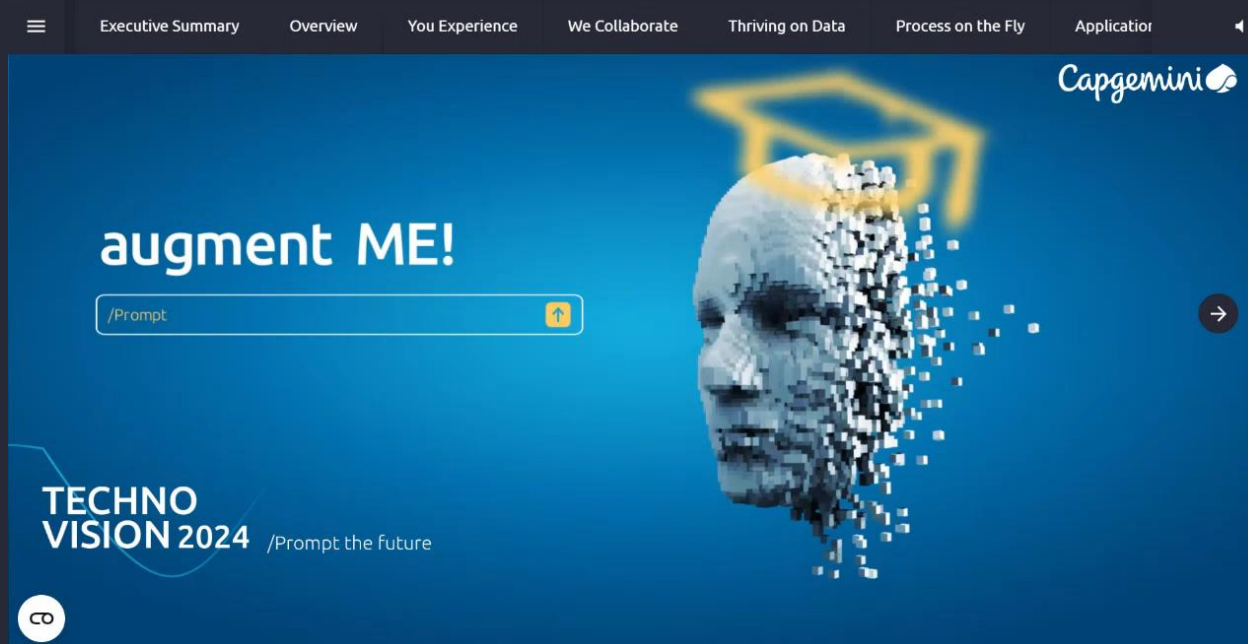 Executive Summary Overview You Experience We Collaborate Thriving on Data Process on the Fly Application
Capgemini
augment ME!
/Prompt
TECHNO
VISION 2024 /Prompt the future